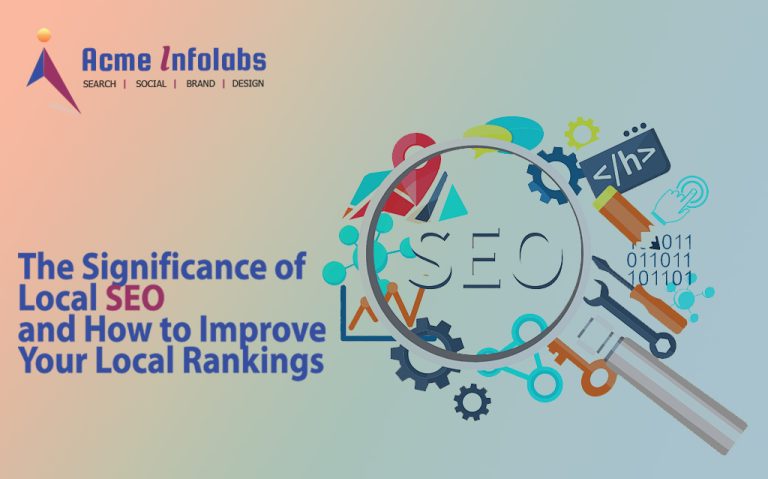 Acme Infolabs
SEARCH | SOCIAL | BRAND | DESIGN
The Significance of
Local SEO
and How to Improve
Your Local Rankings
SEO
</h>
011011
101101